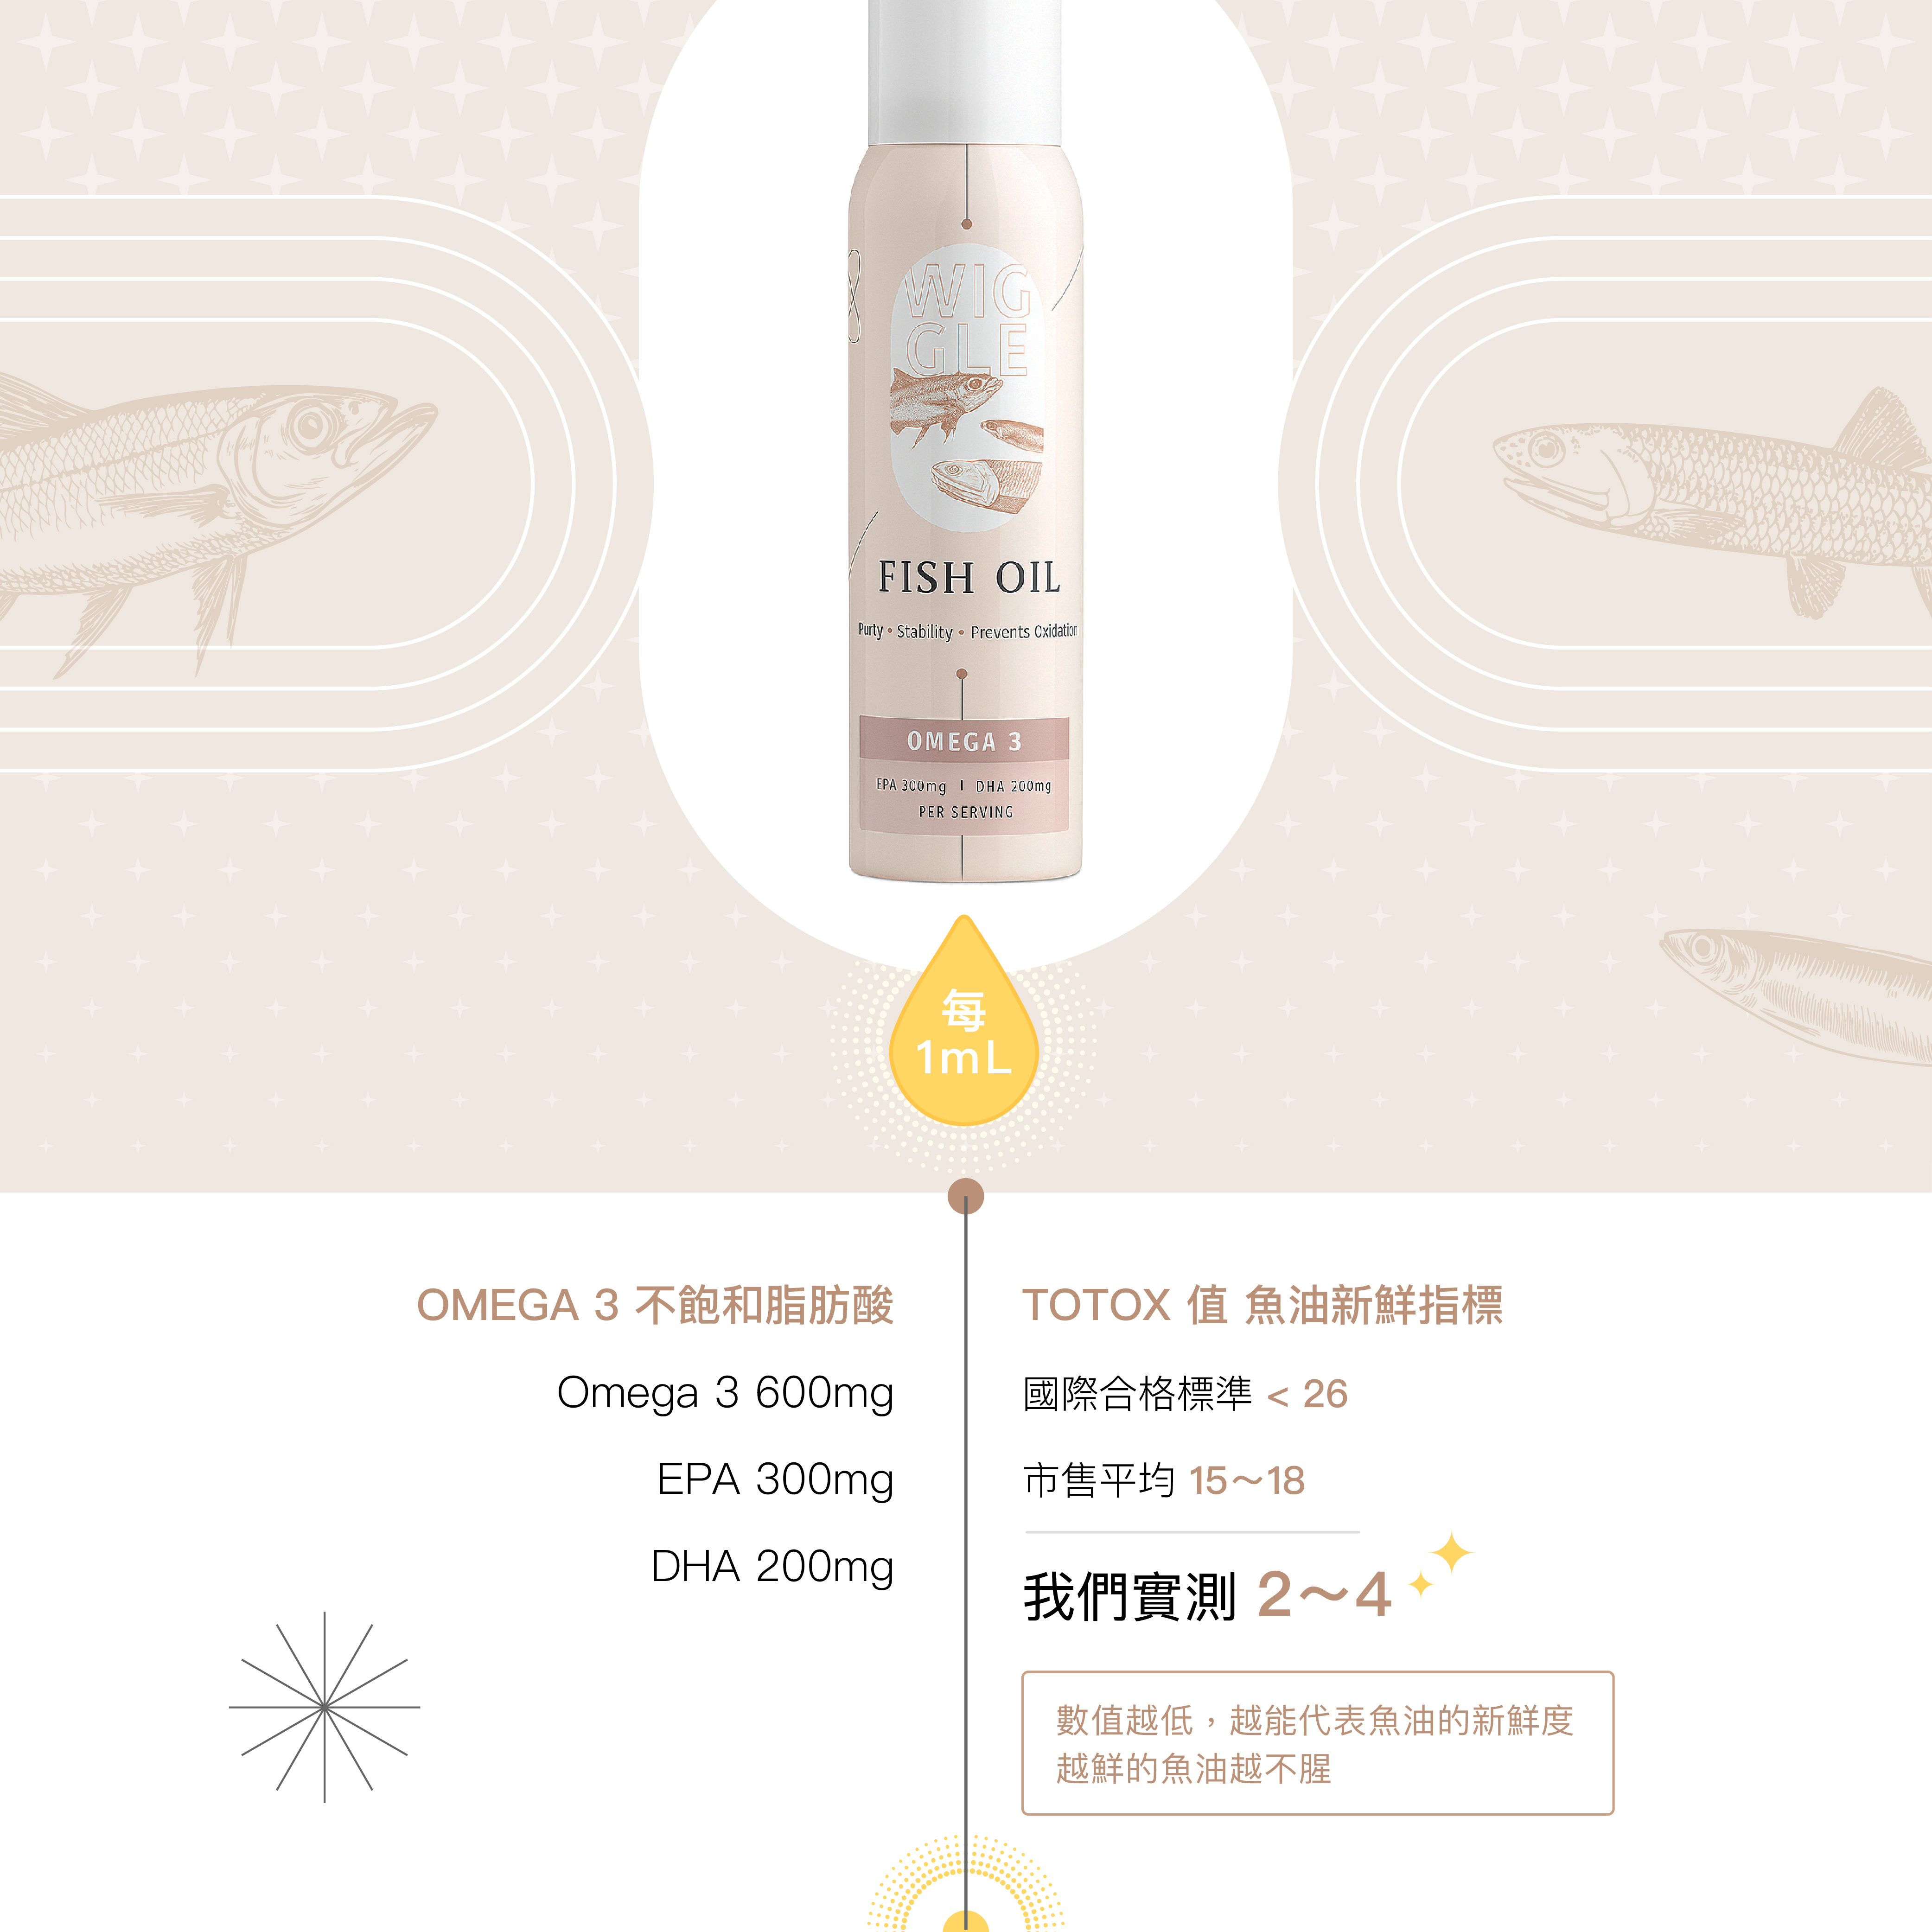 WIG
GLE
FISH OIL
Purty • Stability • Prevents Oxidation
OMEGA 3
EPA 300mg | DHA 200mg
PER SERVING
每
1mL
OMEGA 3 不飽和脂肪酸
Omega 3 600mg
EPA 300mg
DHA 200mg
TOTOX 值 魚油新鮮指標
國際合格標準 < 26
市售平均 15～18
我們實測 2～4
數值越低，越能代表魚油的新鮮度
越鮮的魚油越不腥